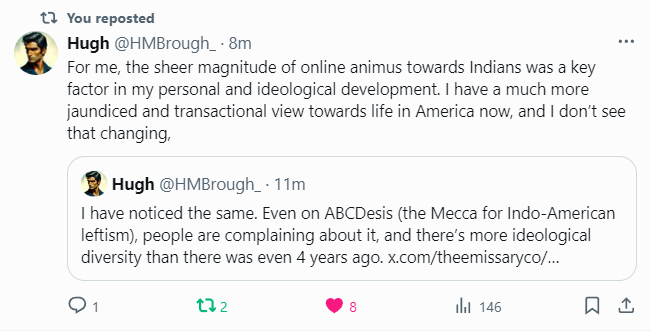 You reposted
Hugh @HMBrough_ · 8m
For me, the sheer magnitude of online animus towards Indians was a key
factor in my personal and ideological development. I have a much more
jaundiced and transactional view towards life in America now, and I don’t see
that changing,
Hugh @HMBrough_ · 11m
I have noticed the same. Even on ABCDesis (the Mecca for Indo-American
leftism), people are complaining about it, and there’s more ideological
diversity than there was even 4 years ago. x.com/theemissaryco/…
1 2 8 146